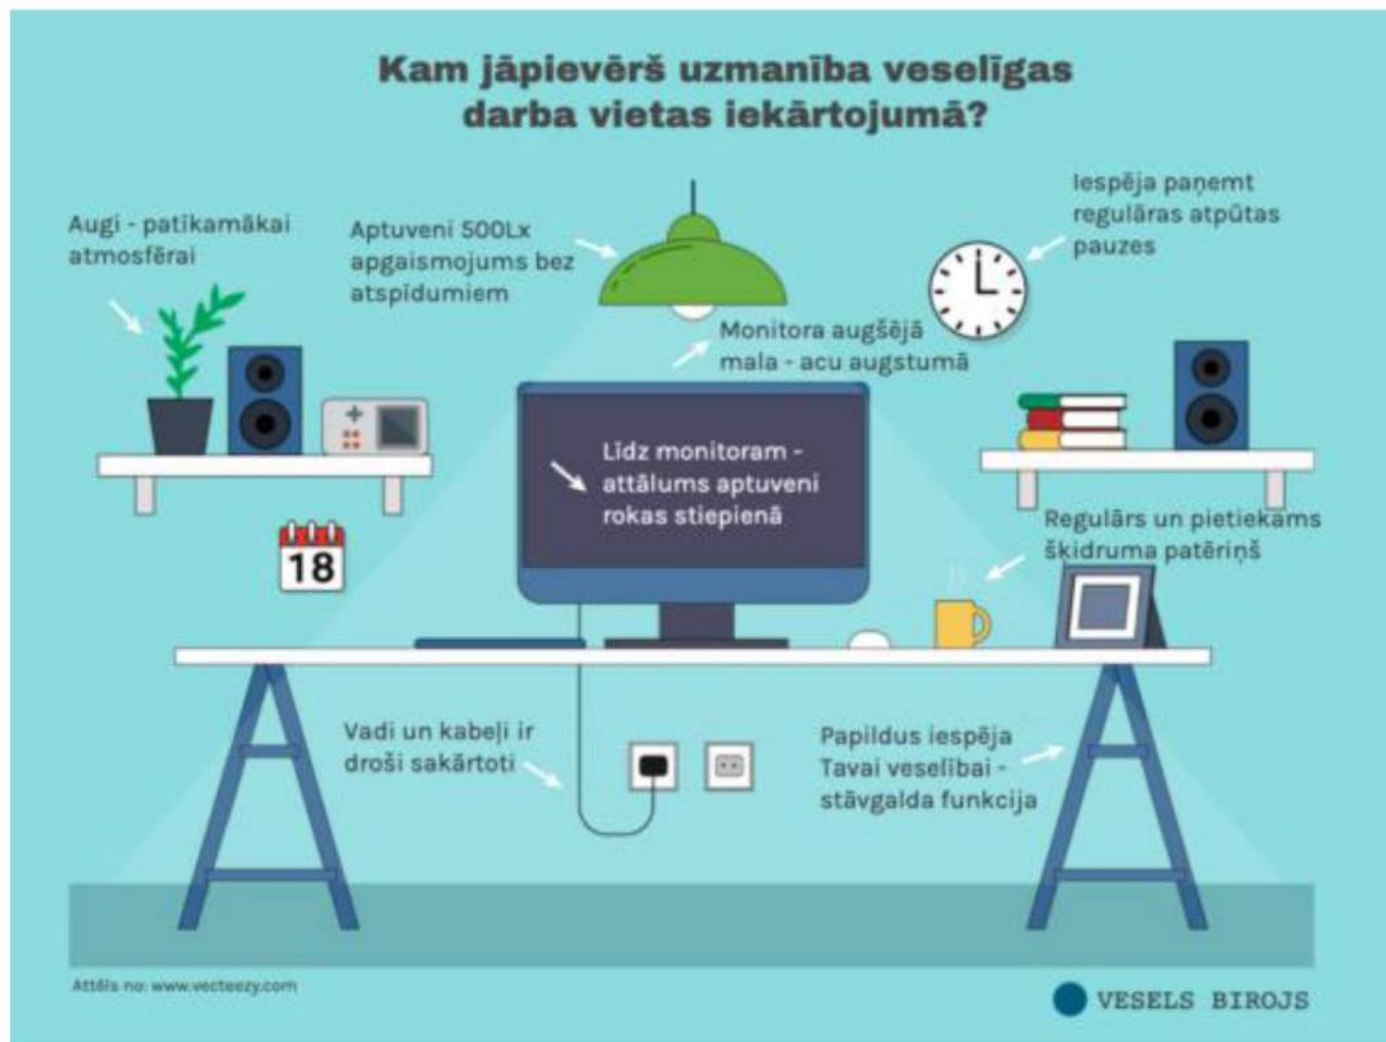 Kam jāpievērš uzmanība veselīgas
darba vietas iekārtojumā?
Augi - patīkamākai
atmosfērai
Aptuveni 500Lx
apgaismojums bez
atspīdumiem
Iespēja paņemt
regulāras atpūtas
pauzes
Monitora augšējā
mala - acu augstumā
Līdz monitoram -
attālums aptuveni
rokas stiepienā
18
Regulārs un pietiekams
šķidruma patēriņš
Vadi un kabeļi ir
droši sakārtoti
Papildus iespēja
Tavai veselībai -
stāvgalda funkcija
Attēls no: www.vecteezy.com
VESELS BIROJS